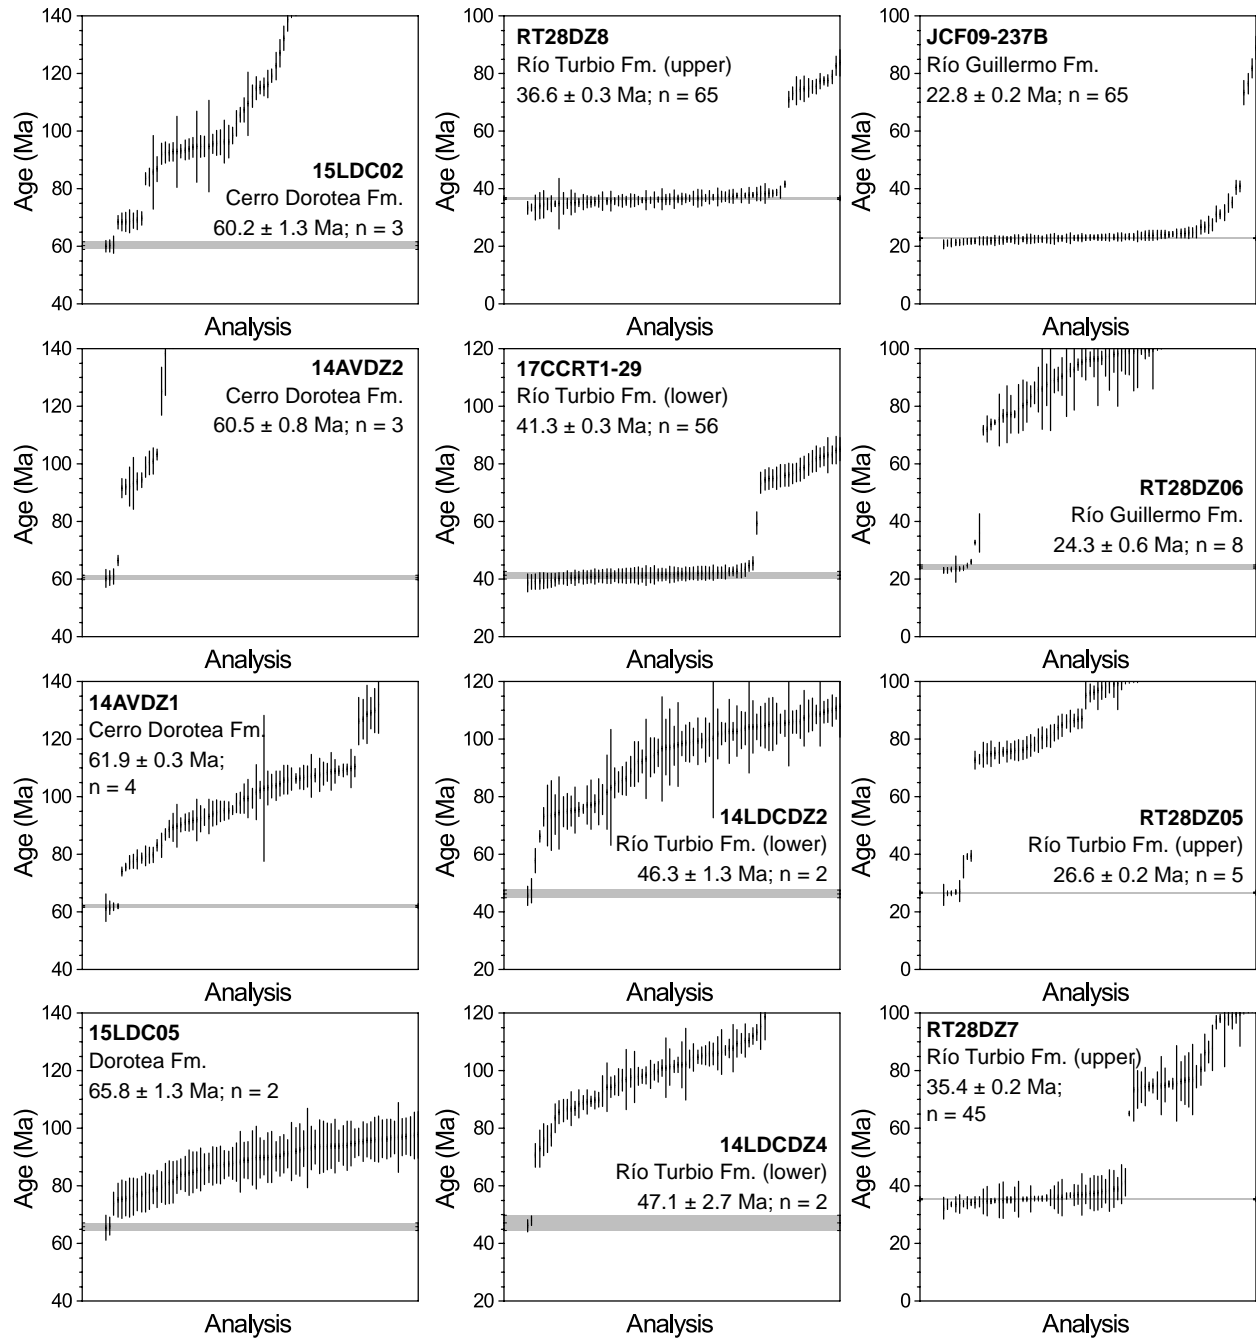 140
120
100
80
60
40
Age (Ma)
15LDC02
Cerro Dorotea Fm.
60.2 ± 1.3 Ma; n = 3
Analysis
100
80
60
40
20
0
Age (Ma)
RT28DZ8
Río Turbio Fm. (upper)
36.6 ± 0.3 Ma; n = 65
Analysis
100
80
60
40
20
0
Age (Ma)
JCF09-237B
Río Guillermo Fm.
22.8 ± 0.2 Ma; n = 65
Analysis
140
120
100
80
60
40
Age (Ma)
14AVDZ2
Cerro Dorotea Fm.
60.5 ± 0.8 Ma; n = 3
Analysis
120
100
80
60
40
20
Age (Ma)
17CCRT1-29
Río Turbio Fm. (lower)
41.3 ± 0.3 Ma; n = 56
Analysis
100
80
60
40
20
0
Age (Ma)
RT28DZ06
Río Guillermo Fm.
24.3 ± 0.6 Ma; n = 8
Analysis
140
120
100
80
60
40
Age (Ma)
14AVDZ1
Cerro Dorotea Fm.
61.9 ± 0.3 Ma;
n = 4
Analysis
120
100
80
60
40
20
Age (Ma)
14LDCDZ2
Río Turbio Fm. (lower)
46.3 ± 1.3 Ma; n = 2
Analysis
100
80
60
40
20
0
Age (Ma)
RT28DZ05
Río Turbio Fm. (upper)
26.6 ± 0.2 Ma; n = 5
Analysis
140
120
100
80
60
40
Age (Ma)
15LDC05
Dorotea Fm.
65.8 ± 1.3 Ma; n = 2
Analysis
120
100
80
60
40
20
Age (Ma)
14LDCDZ4
Río Turbio Fm. (lower)
47.1 ± 2.7 Ma; n = 2
Analysis
100
80
60
40
20
0
Age (Ma)
RT28DZ7
Río Turbio Fm. (upper)
35.4 ± 0.2 Ma;
n = 45
Analysis